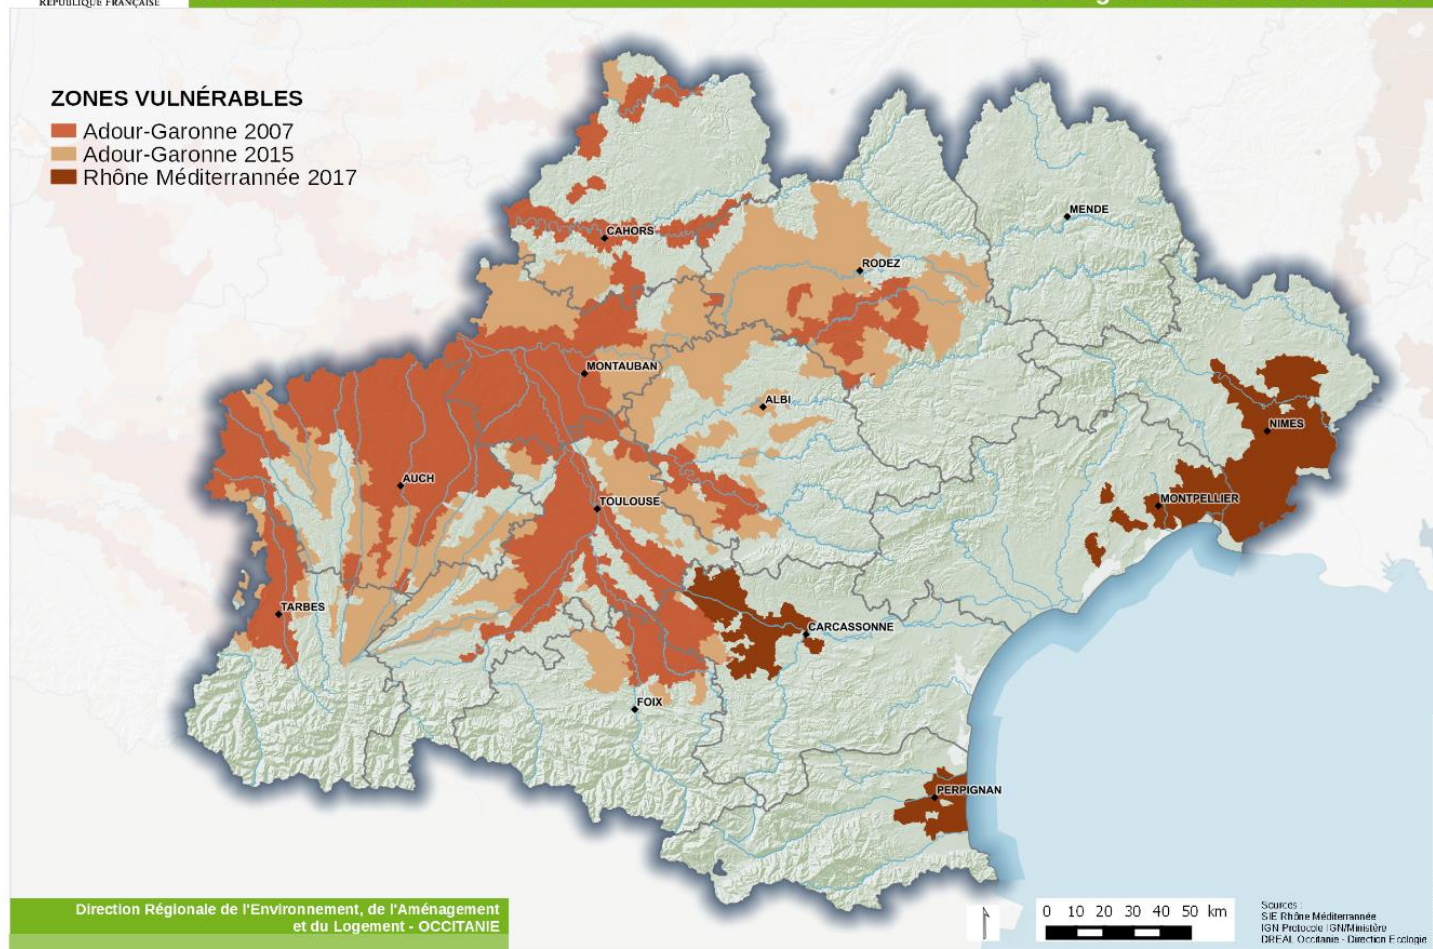 RÉPUBLIQUE FRANÇAISE
ZONES VULNÉRABLES
Adour-Garonne 2007
Adour-Garonne 2015
Rhône Méditerrannée 2017
MENDE
CAHORS
RODEZ
MONTAUBAN
ALBI
NIMES
AUCH
MONTPELLIER
TOULOUSE
TARBES
CARCASSONNE
FOIX
PERPIGNAN
Direction Régionale de l'Environnement, de l'Aménagement
et du Logement - OCCITANIE
0 10 20 30 40 50 km
Sources :
SIE Rhône Méditerrannée
IGN Protocole IGN/Ministère
DREAL Occitanie - Direction Ecologie